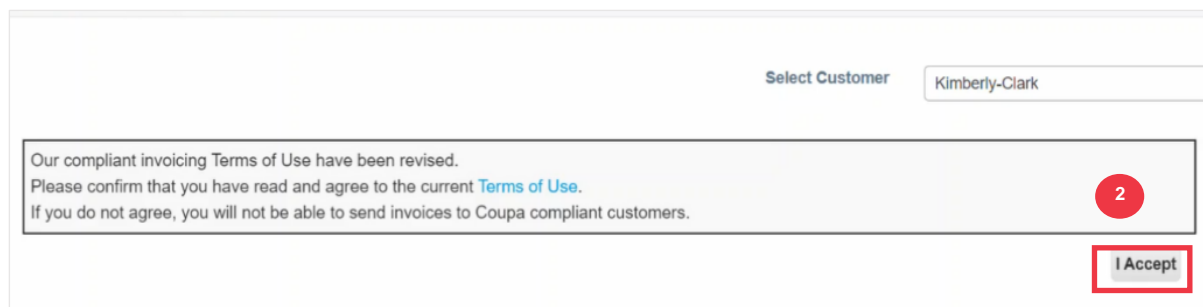 Select Customer
Kimberly-Clark
Our compliant invoicing Terms of Use have been revised.
Please confirm that you have read and agree to the current Terms of Use.
If you do not agree, you will not be able to send invoices to Coupa compliant customers.
2
I Accept